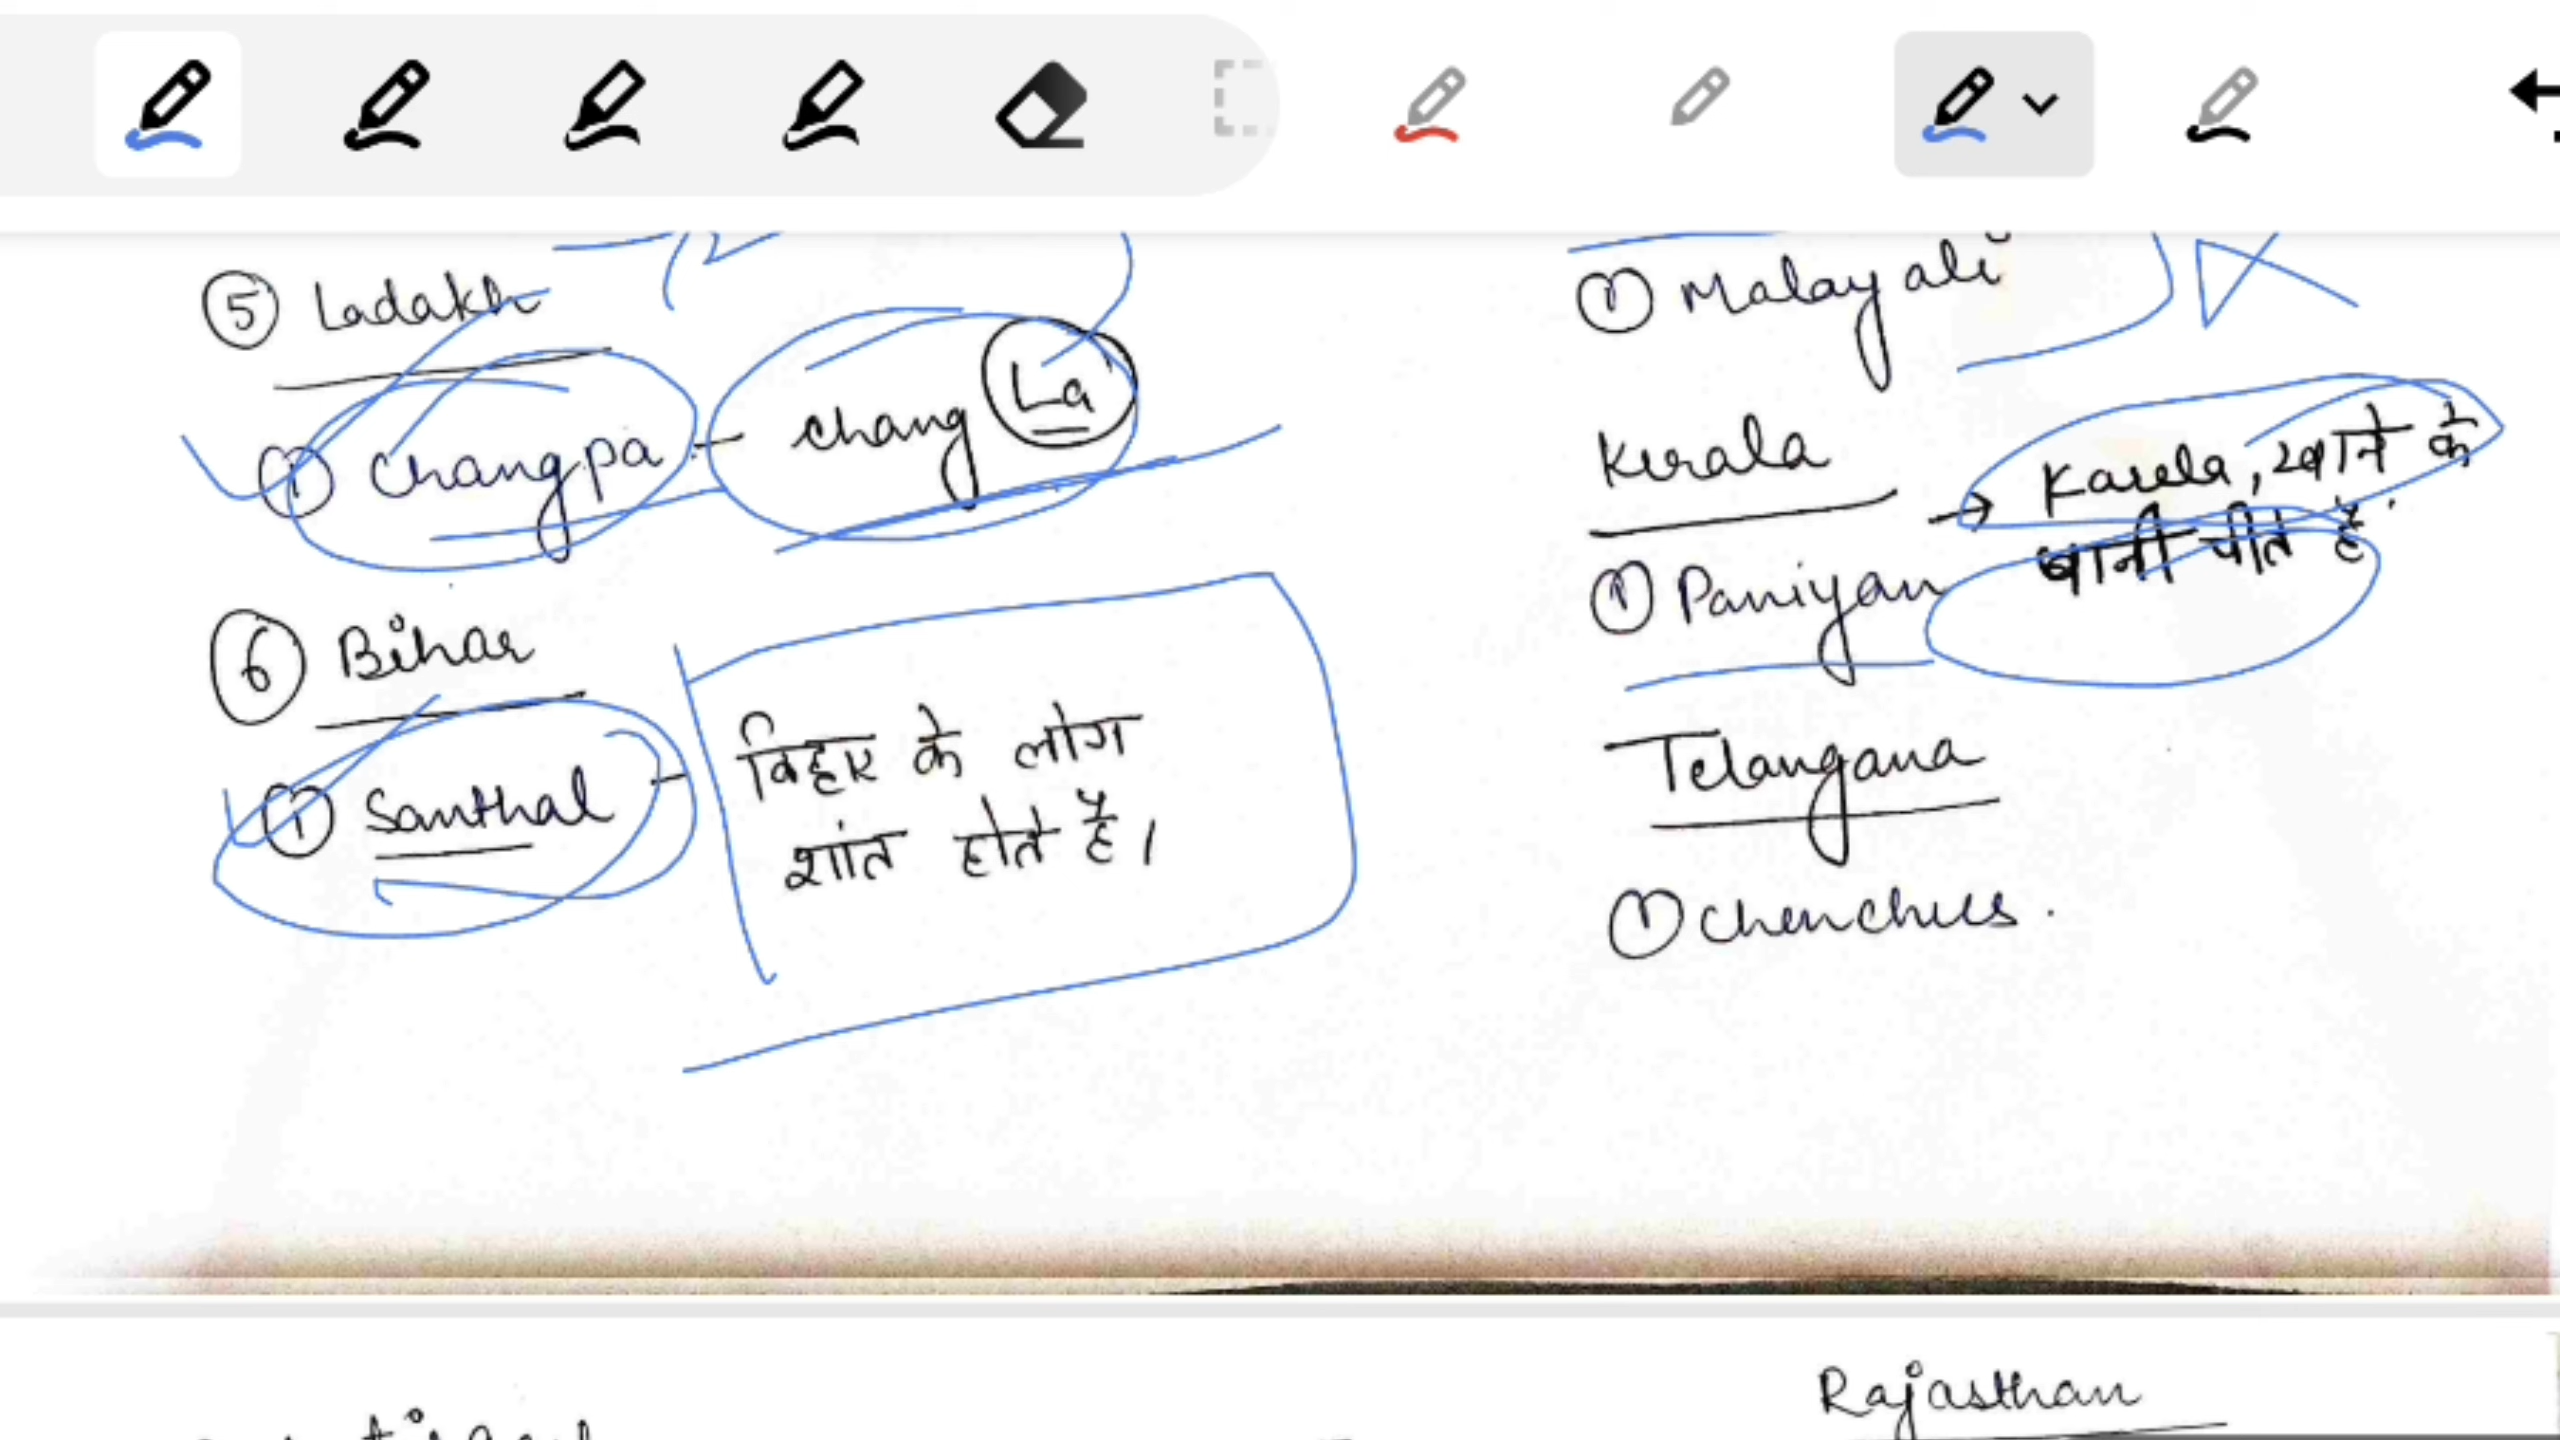 ⑤ Ladakh
① Changpa - Chang La
⑥ Bihar
① Santhal - बिहार के लोग
शांत होते है।
① Malayali
Kerala
→ Karela, खाने के
पानी पीते है.
① Paniyan
Telangana
① Chenchus.
Rajasthan